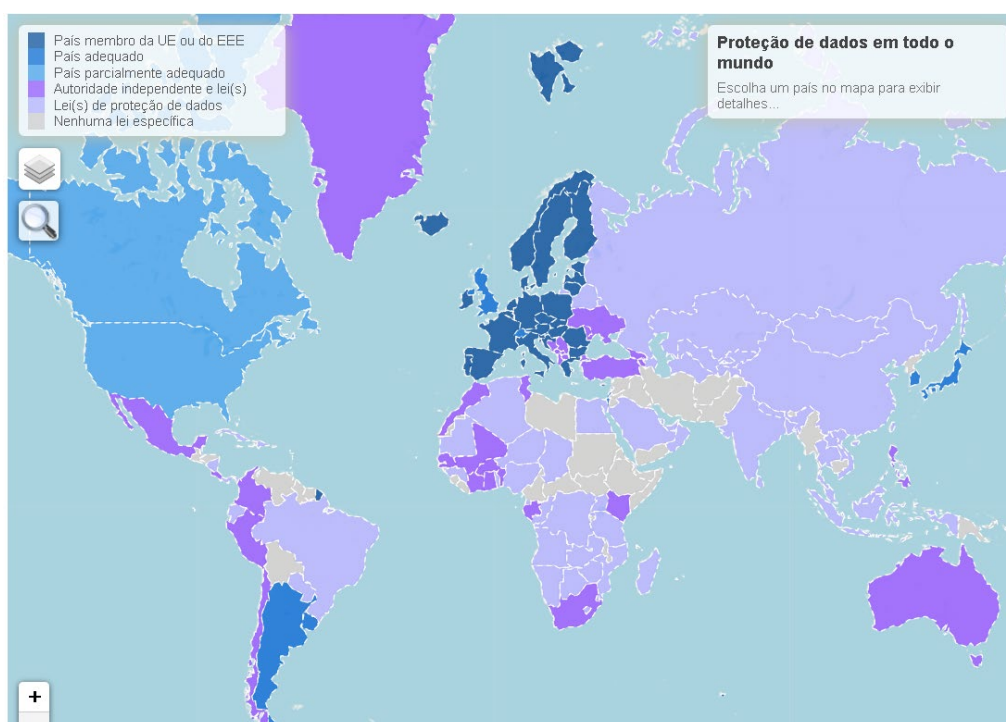 País membro da UE ou do EEE
País adequado
País parcialmente adequado
Autoridade independente e lei(s)
Lei(s) de proteção de dados
Nenhuma lei específica
Proteção de dados em todo o
mundo
Escolha um país no mapa para exibir
detalhes...
+